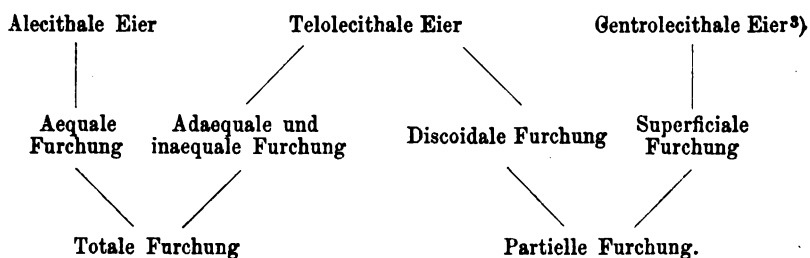 Alecithale Eier Telolecithale Eier Centrolecithale Eier³).
Aequale Furchung
Adaequale und inaequale Furchung
Discoidale Furchung
Superficiale Furchung
Totale Furchung Partielle Furchung.